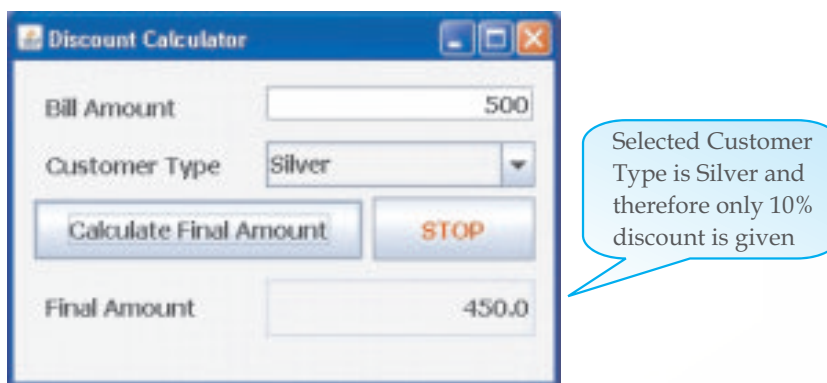 Discount Calculator
Bill Amount 500
Customer Type Silver
Calculate Final Amount STOP
Final Amount 450.0
Selected Customer
Type is Silver and
therefore only 10%
discount is given